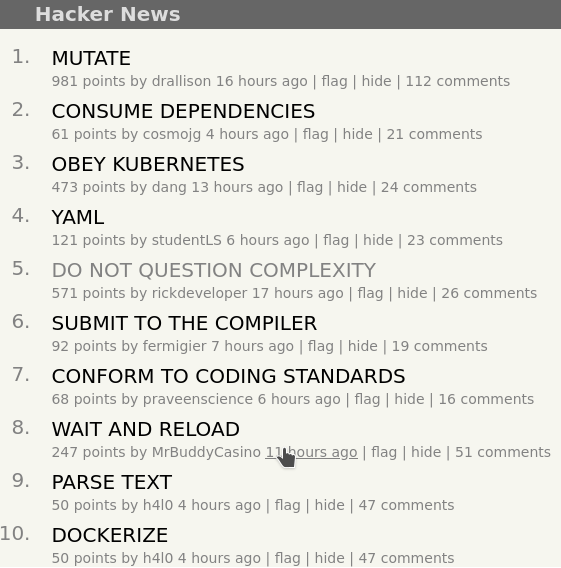 Hacker News
1. MUTATE
981 points by drallison 16 hours ago | flag | hide | 112 comments
2. CONSUME DEPENDENCIES
61 points by cosmojg 4 hours ago | flag | hide | 21 comments
3. OBEY KUBERNETES
473 points by dang 13 hours ago | flag | hide | 24 comments
4. YAML
121 points by studentLS 6 hours ago | flag | hide | 23 comments
5. DO NOT QUESTION COMPLEXITY
571 points by rickdeveloper 17 hours ago | flag | hide | 26 comments
6. SUBMIT TO THE COMPILER
92 points by fermigier 7 hours ago | flag | hide | 19 comments
7. CONFORM TO CODING STANDARDS
68 points by praveenscience 6 hours ago | flag | hide | 16 comments
8. WAIT AND RELOAD
247 points by MrBuddyCasino 11 hours ago | flag | hide | 51 comments
9. PARSE TEXT
50 points by h4l0 4 hours ago | flag | hide | 47 comments
10. DOCKERIZE
50 points by h4l0 4 hours ago | flag | hide | 47 comments